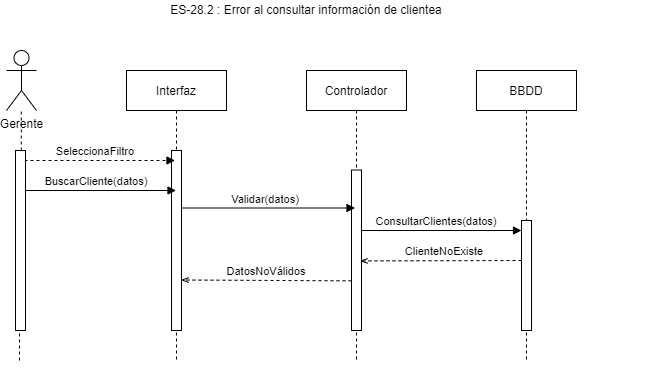 ES-28.2 : Error al consultar información de clientea
Interfaz
Controlador
BBDD
Gerente
SeleccionaFiltro
BuscarCliente(datos)
Validar(datos)
ConsultarClientes(datos)
ClienteNoExiste
DatosNoVálidos